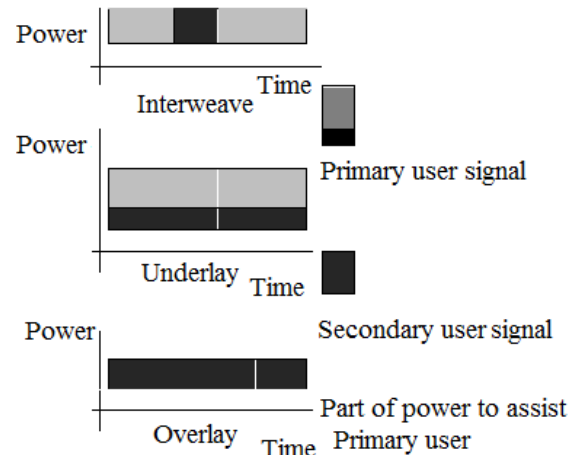 Power
Time
Interweave
Power
Primary user signal
Underlay
Time
Power
Secondary user signal
Part of power to assist
Overlay
Primary user
Time